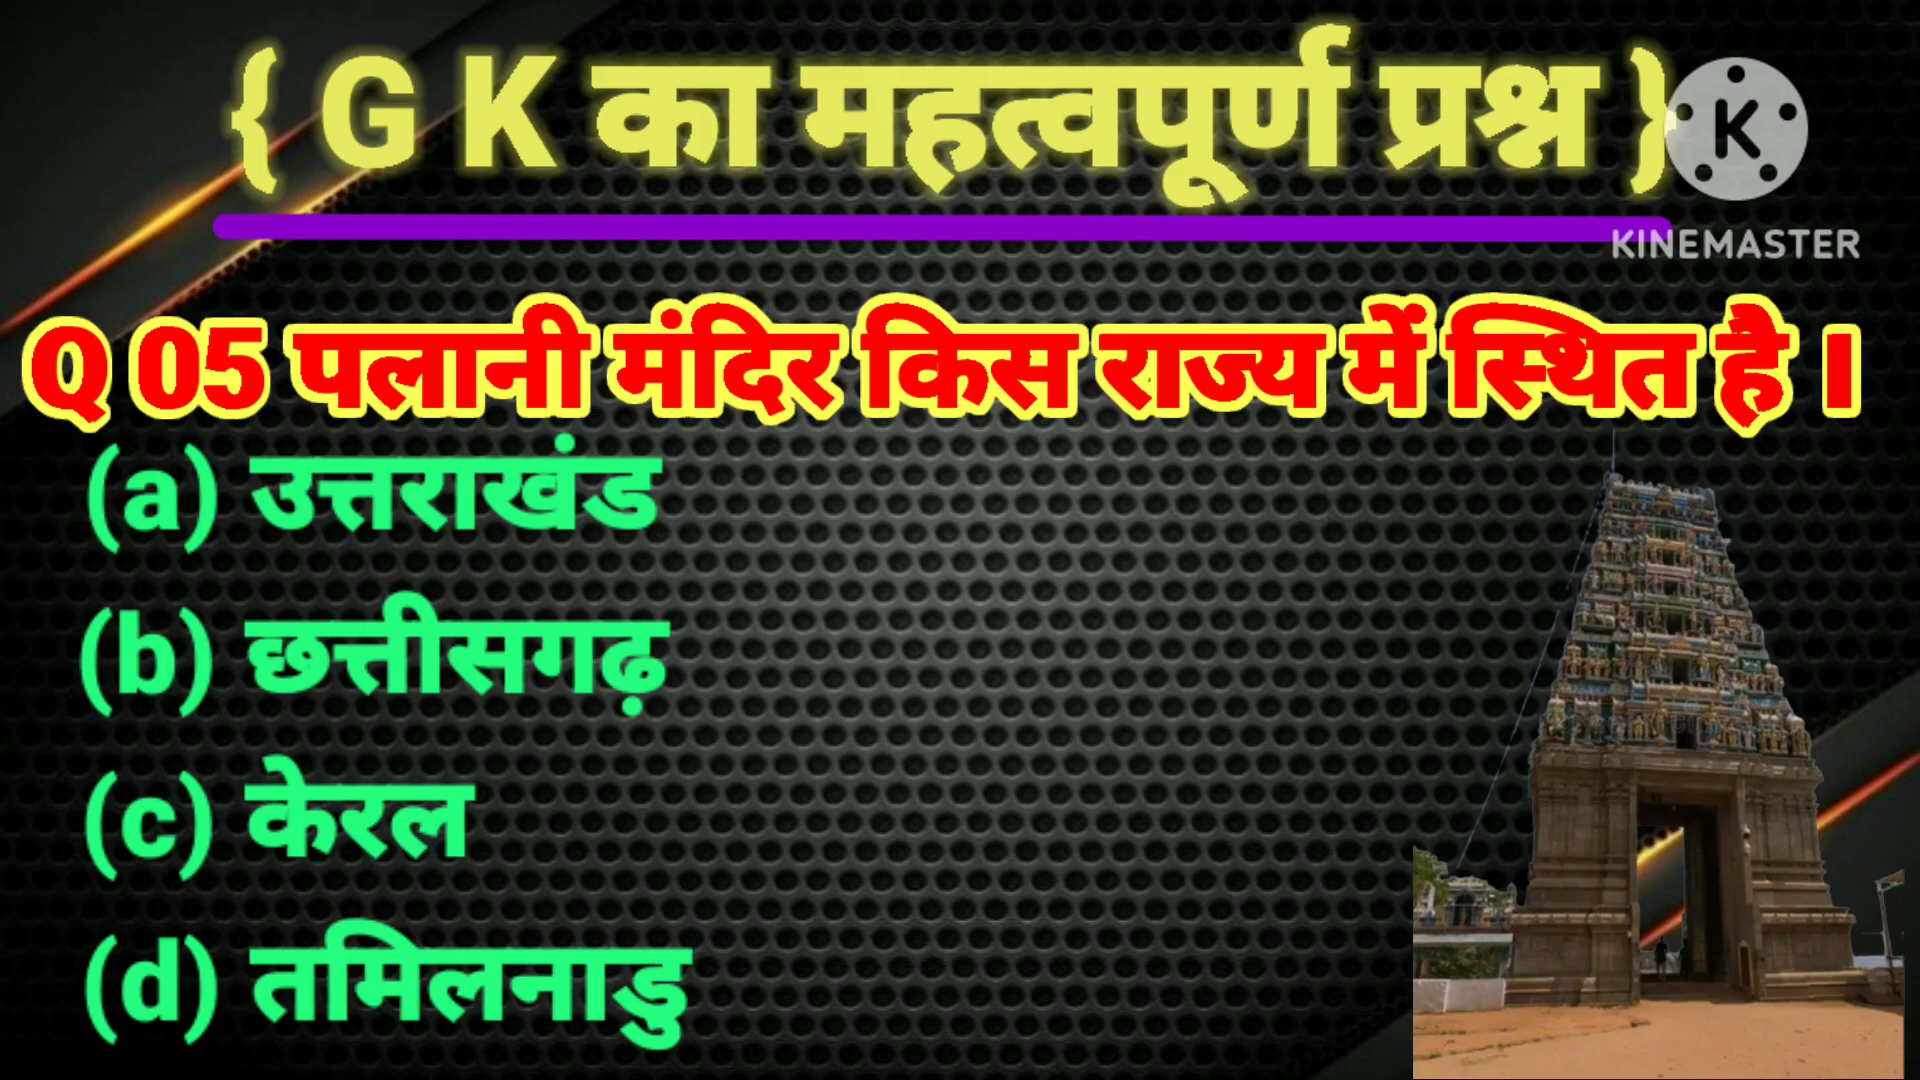 { G K का महत्वपूर्ण प्रश्न }
K
KINEMASTER
Q 05 पलानी मंदिर किस राज्य में स्थित है ।
(a) उत्तराखंड
(b) छत्तीसगढ़
(c) केरल
(d) तमिलनाडु